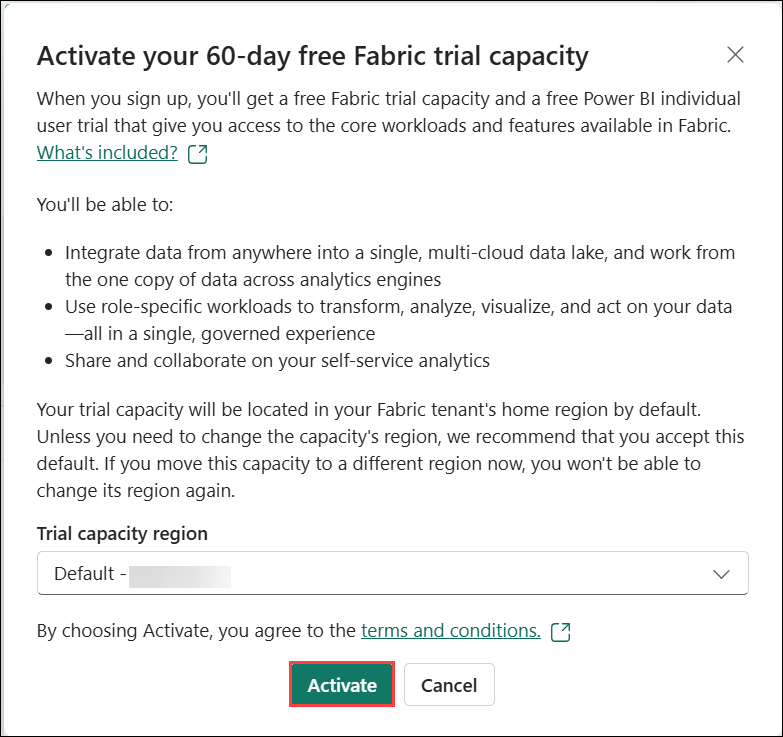 Activate your 60-day free Fabric trial capacity
When you sign up, you'll get a free Fabric trial capacity and a free Power BI individual
user trial that give you access to the core workloads and features available in Fabric.
What's included?
You'll be able to:
• Integrate data from anywhere into a single, multi-cloud data lake, and work from
the one copy of data across analytics engines
• Use role-specific workloads to transform, analyze, visualize, and act on your data
—all in a single, governed experience
• Share and collaborate on your self-service analytics
Your trial capacity will be located in your Fabric tenant's home region by default.
Unless you need to change the capacity's region, we recommend that you accept this
default. If you move this capacity to a different region now, you won't be able to
change its region again.
Trial capacity region
Default -
By choosing Activate, you agree to the terms and conditions.
Activate Cancel